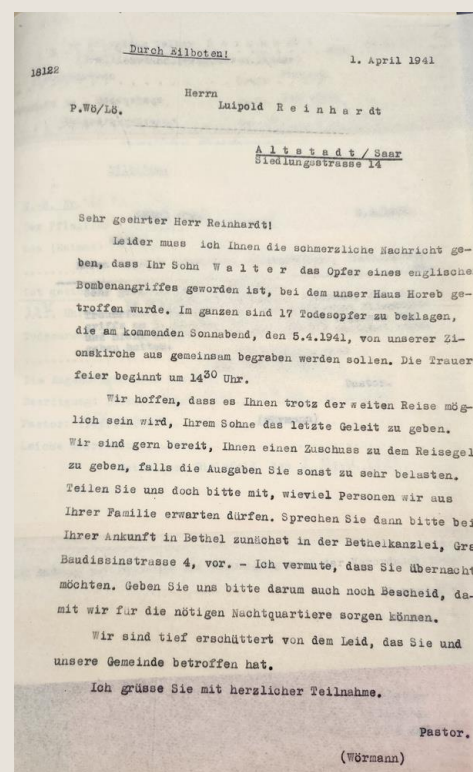 Durch Eilboten!
1. April 1941
18122
Herrn
P.Wö/Lö.
Luipold Reinhardt
Altstadt/Saar
Siedlungsstrasse 14
Sehr geehrter Herr Reinhardt!
Leider muss ich Ihnen die schmerzliche Nachricht ge-
ben, dass Ihr Sohn Walter das Opfer eines englische
Bombenangriffes geworden ist, bei dem unser Haus Horeb ge-
troffen wurde. Im ganzen sind 17 Todesopfer zu beklagen,
die am kommenden Sonnabend, den 5.4.1941, von unserer Zi-
onskirche aus gemeinsam begraben werden sollen. Die Trauer
feier beginnt um 14³⁰ Uhr.
Wir hoffen, dass es Ihnen trotz der weiten Reise mög-
lich sein wird, Ihrem Sohne das letzte Geleit zu geben.
Wir sind gern bereit, Ihnen einen Zuschuss zu dem Reisegel
zu geben, falls die Ausgaben Sie sonst zu sehr belasten.
Teilen Sie uns doch bitte mit, wieviel Personen wir aus
Ihrer Familie erwarten dürfen. Sprechen Sie dann bitte bei
Ihrer Ankunft in Bethel zunächst in der Bethelkanzlei, Gra
Baudissinstrasse 4, vor. - Ich vermute, dass Sie übernacht
möchten. Geben Sie uns bitte darum auch noch Bescheid, da-
mit wir für die nötigen Nachtquartiere sorgen können.
Wir sind tief erschüttert von dem Leid, das Sie und
unsere Gemeinde betroffen hat.
Ich grüsse Sie mit herzlicher Teilnahme.
Pastor.
(Wörmann)